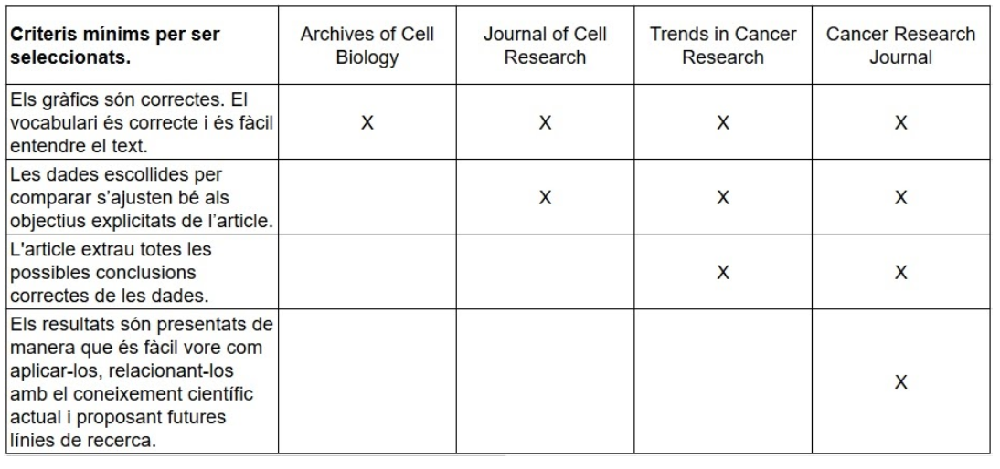 Criteris mínims per ser
seleccionats.
Archives of Cell
Biology
Journal of Cell
Research
Trends in Cancer
Research
Cancer Research
Journal
Els gràfics són correctes. El
vocabulari és correcte i és fàcil
entendre el text.
X
X
X
X
Les dades escollides per
comparar s’ajusten bé als
objectius explicitats de l’article.
X
X
X
L'article extrau totes les
possibles conclusions
correctes de les dades.
X
X
Els resultats són presentats de
manera que és fàcil vore com
aplicar-los, relacionant-los
amb el coneixement científic
actual i proposant futures
línies de recerca.
X